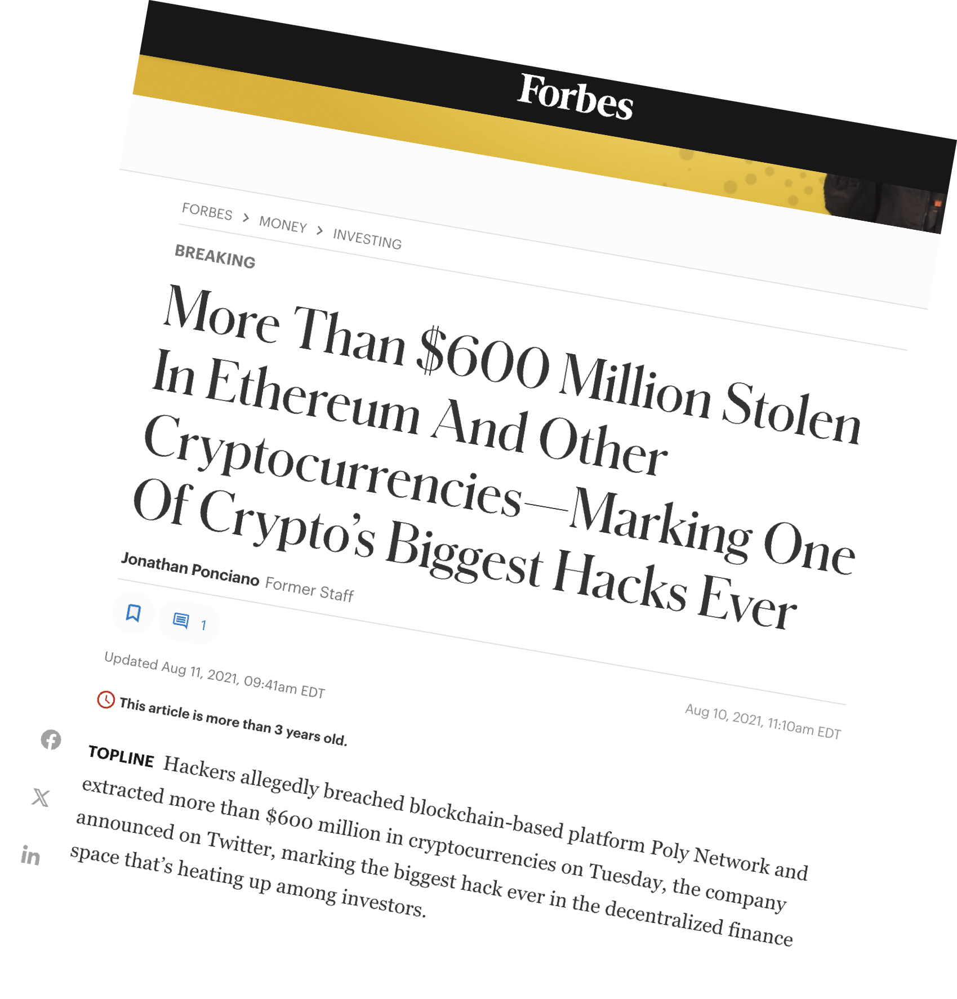 Forbes
FORBES > MONEY > INVESTING
BREAKING
More Than $600 Million Stolen
In Ethereum And Other
Cryptocurrencies—Marking One
Of Crypto’s Biggest Hacks Ever
Jonathan Ponciano Former Staff
1
Updated Aug 11, 2021, 09:41am EDT
Aug 10, 2021, 11:10am EDT
This article is more than 3 years old.
TOPLINE Hackers allegedly breached blockchain-based platform Poly Network and
extracted more than $600 million in cryptocurrencies on Tuesday, the company
announced on Twitter, marking the biggest hack ever in the decentralized finance
space that’s heating up among investors.